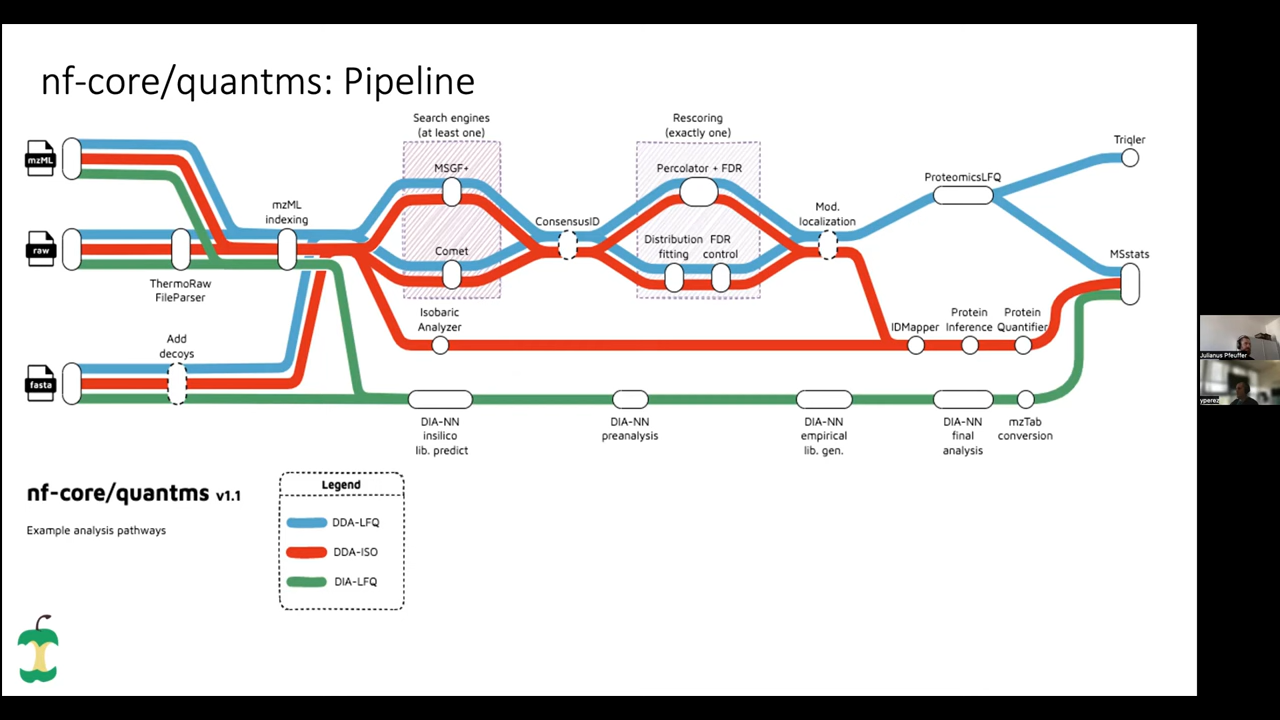 nf-core/quantms: Pipeline
Search engines
(at least one)
Rescoring
(exactly one)
Triqler
mzML
MSGF+
Percolator + FDR
ProteomicsLFQ
mzML
indexing
ConsensusID
Mod.
localization
raw
Comet
Distribution
fitting
FDR
control
MSstats
ThermoRaw
FileParser
Isobaric
Analyzer
IDMapper
Protein
Inference
Protein
Quantifier
Add
decoys
fasta
DIA-NN
insilico
lib. predict
DIA-NN
preanalysis
DIA-NN
empirical
lib. gen.
DIA-NN
final
analysis
mzTab
conversion
nf-core/quantms v1.1
Example analysis pathways
Legend
DDA-LFQ
DDA-ISO
DIA-LFQ
Julianus Pfeuffer
yperez